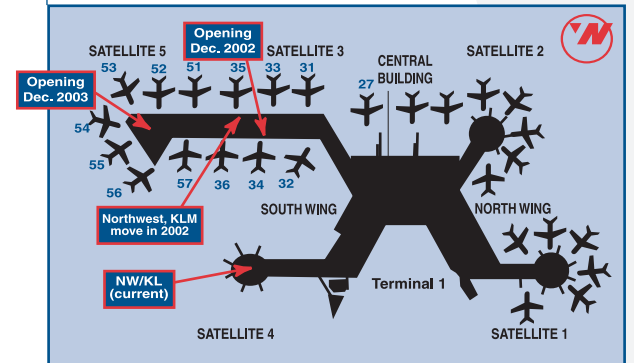 Opening
Dec. 2002
SATELLITE 5
SATELLITE 3
SATELLITE 2
CENTRAL
BUILDING
53
52
51
35
33
31
27
Opening
Dec. 2003
54
55
56
57
36
34
32
Northwest, KLM
move in 2002
SOUTH WING
NORTH WING
NW/KL
(current)
Terminal 1
SATELLITE 4
SATELLITE 1